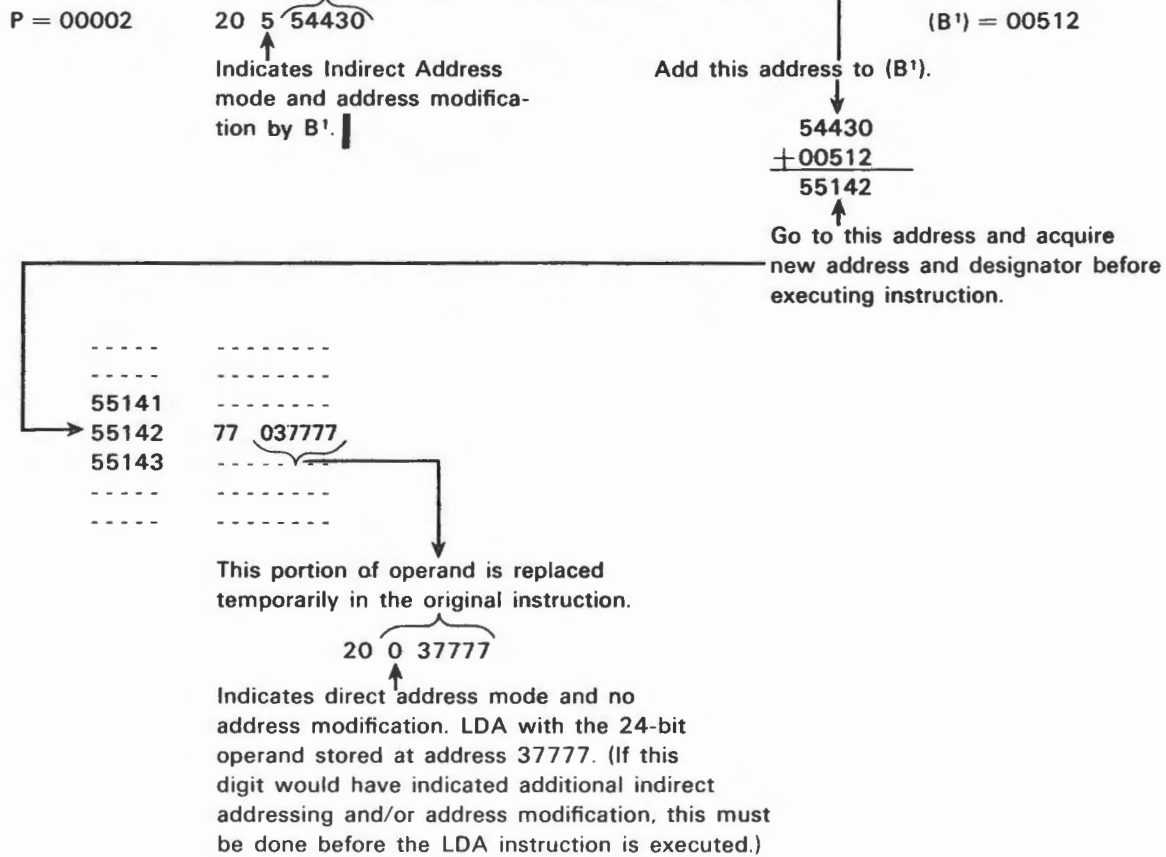 P = 00002 20 5 54430 (B¹) = 00512
Indicates Indirect Address
mode and address modifica-
tion by B¹.
Add this address to (B¹).
54430
+00512
55142
Go to this address and acquire
new address and designator before
executing instruction.
----- --------
----- --------
55141 --------
55142 77 037777
55143 --------
----- --------
----- --------
This portion of operand is replaced
temporarily in the original instruction.
20 0 37777
Indicates direct address mode and no
address modification. LDA with the 24-bit
operand stored at address 37777. (If this
digit would have indicated additional indirect
addressing and/or address modification, this must
be done before the LDA instruction is executed.)